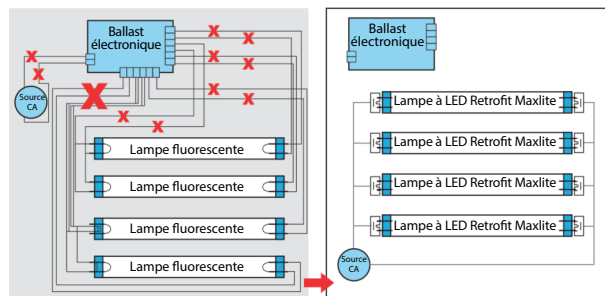 Ballast
électronique
Source
CA
Lampe fluorescente
Lampe fluorescente
Lampe fluorescente
Lampe fluorescente
Ballast
électronique
Lampe à LED Retrofit Maxlite
Lampe à LED Retrofit Maxlite
Lampe à LED Retrofit Maxlite
Lampe à LED Retrofit Maxlite
Source
CA